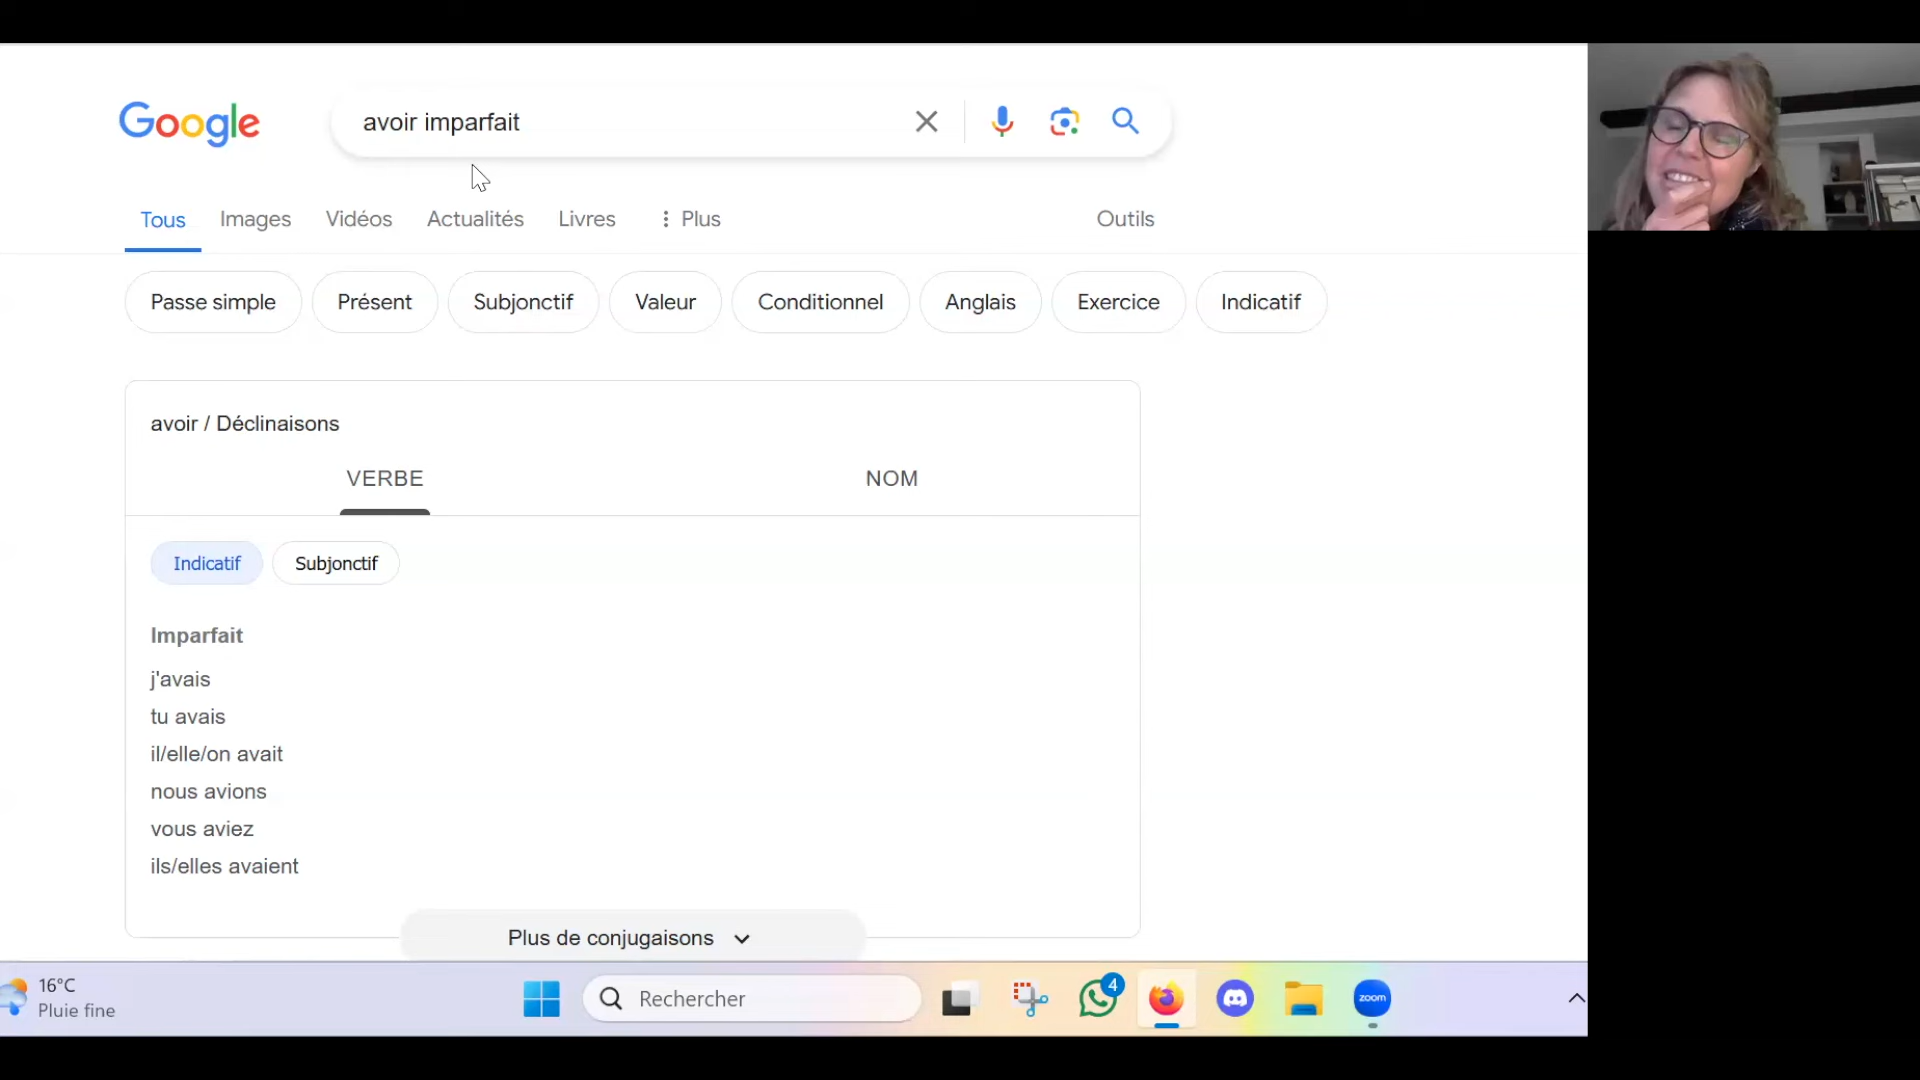 Google
avoir imparfait
Tous Images Vidéos Actualités Livres Plus Outils
Passe simple Présent Subjonctif Valeur Conditionnel Anglais Exercice Indicatif
avoir / Déclinaisons
VERBE NOM
Indicatif Subjonctif
Imparfait
j'avais
tu avais
il/elle/on avait
nous avions
vous aviez
ils/elles avaient
Plus de conjugaisons
16°C
Pluie fine
Rechercher
4
zoom